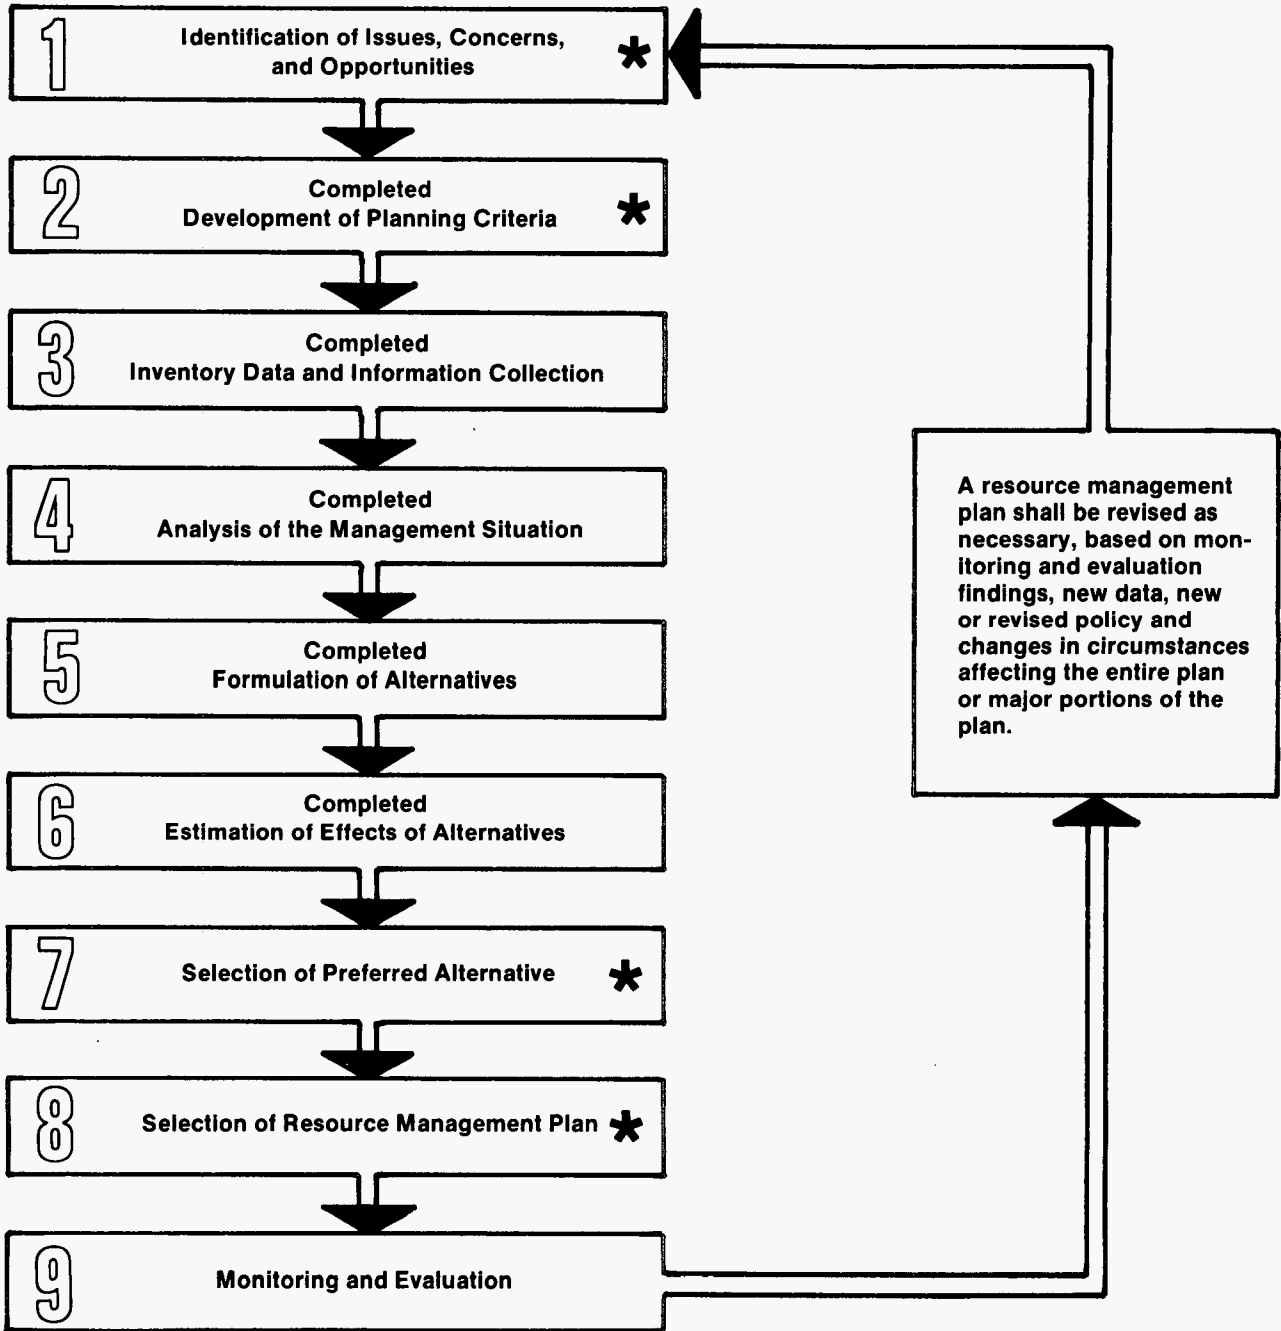 1
Identification of Issues, Concerns,
and Opportunities *
2
Completed
Development of Planning Criteria *
3
Completed
Inventory Data and Information Collection
4
Completed
Analysis of the Management Situation
5
Completed
Formulation of Alternatives
6
Completed
Estimation of Effects of Alternatives
7
Selection of Preferred Alternative *
8
Selection of Resource Management Plan *
9
Monitoring and Evaluation
A resource management
plan shall be revised as
necessary, based on mon-
itoring and evaluation
findings, new data, new
or revised policy and
changes in circumstances
affecting the entire plan
or major portions of the
plan.